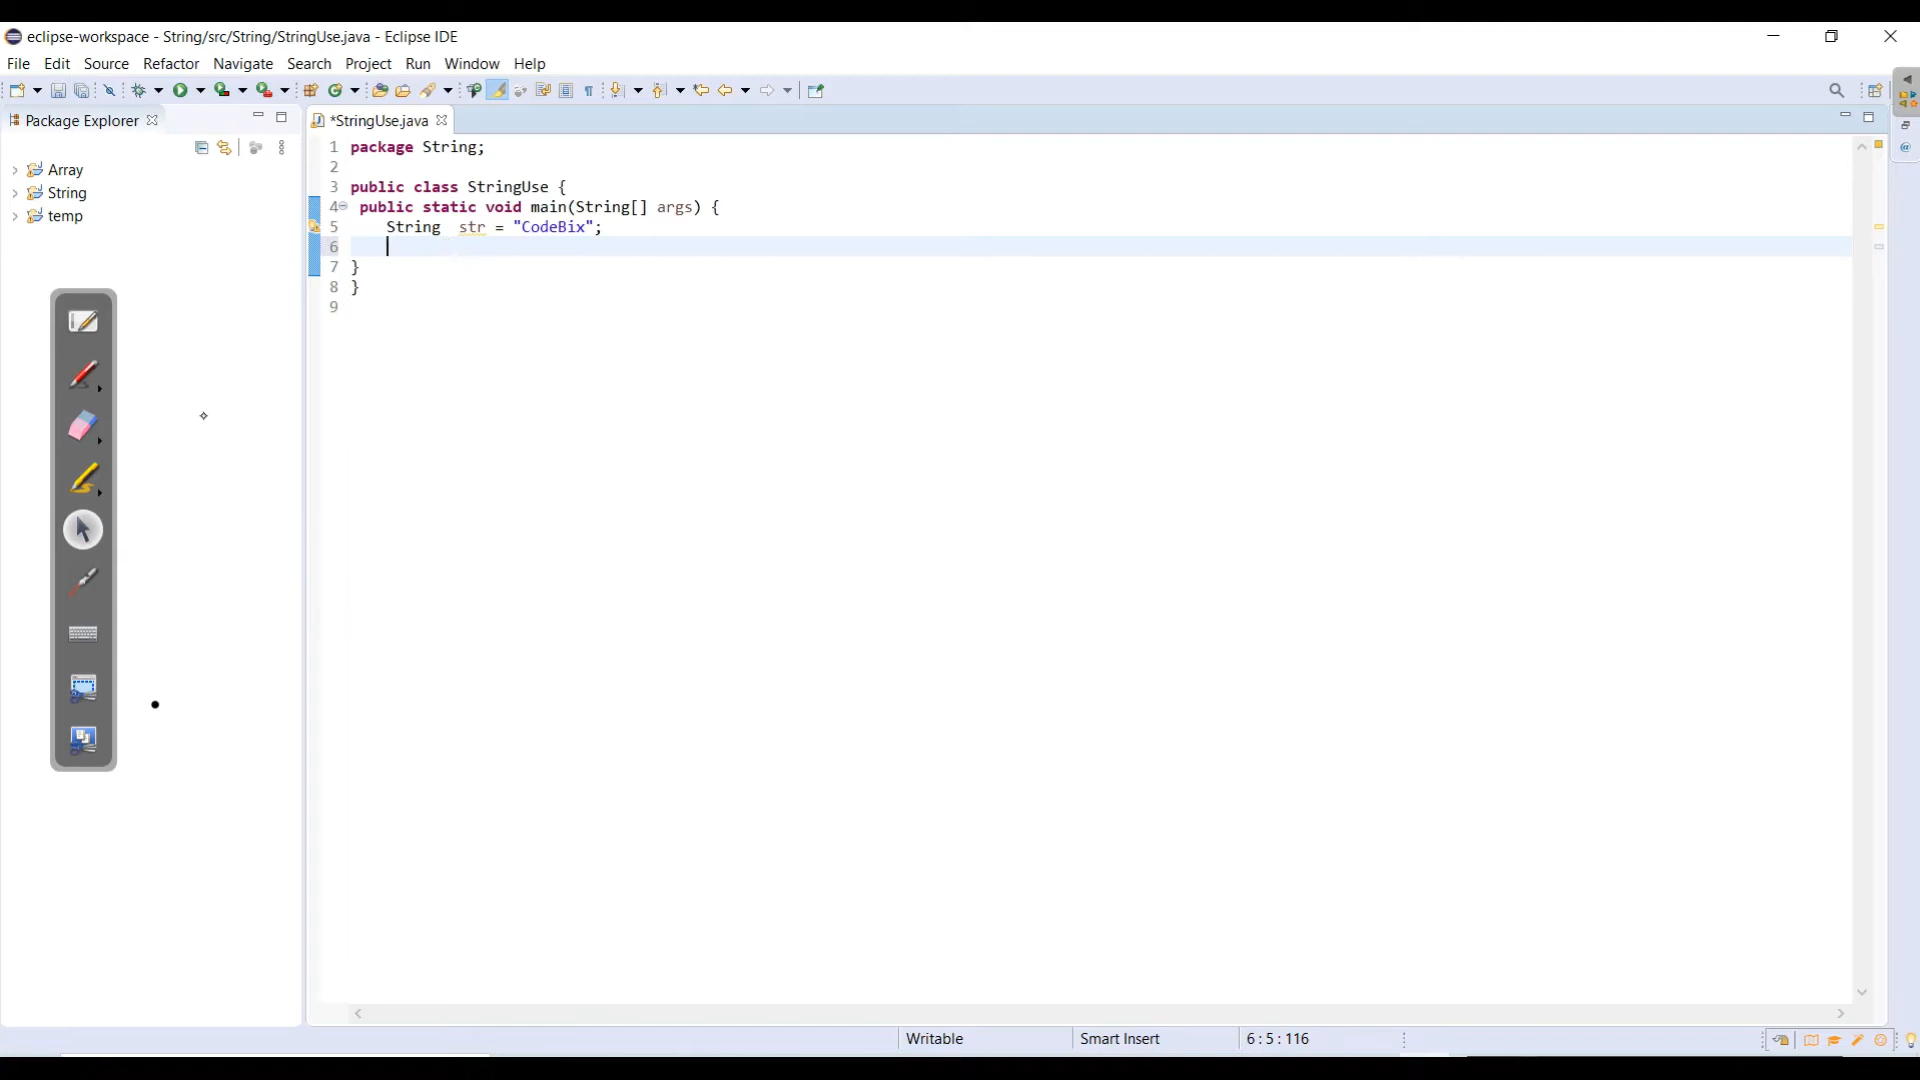 eclipse-workspace - String/src/String/StringUse.java - Eclipse IDE
File Edit Source Refactor Navigate Search Project Run Window Help
Package Explorer
*StringUse.java
Array
String
temp
1 package String;
2
3 public class StringUse {
4 public static void main(String[] args) {
5 String  str = "CodeBix";
6
7 }
8 }
9
Writable Smart Insert 6 : 5 : 116